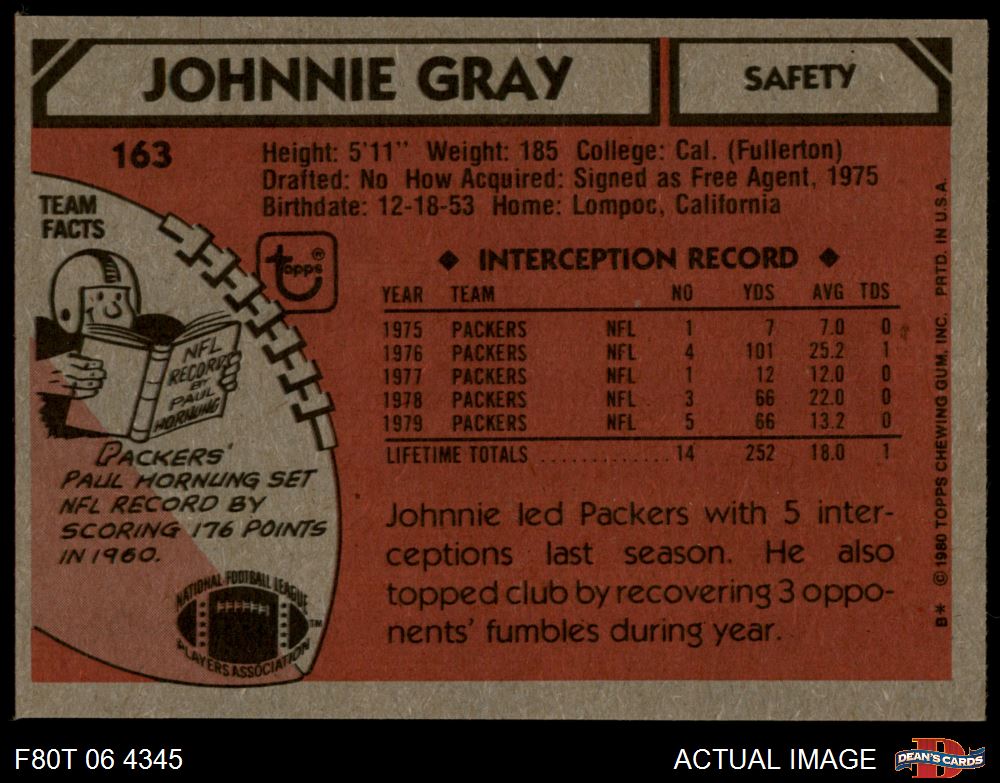 JOHNNIE GRAY
SAFETY
163
Height: 5'11" Weight: 185 College: Cal. (Fullerton)
Drafted: No How Acquired: Signed as Free Agent, 1975
Birthdate: 12-18-53 Home: Lompoc, California
TEAM
FACTS
topps®
NFL
RECORDS
BY
PAUL
HORNUNG
PACKERS'
PAUL HORNUNG SET
NFL RECORD BY
SCORING 176 POINTS
IN 1960.
NATIONAL FOOTBALL LEAGUE
PLAYERS ASSOCIATION
TM
◆ INTERCEPTION RECORD ◆
YEAR TEAM NO YDS AVG TDS
1975 PACKERS NFL 1 7 7.0 0
1976 PACKERS NFL 4 101 25.2 1
1977 PACKERS NFL 1 12 12.0 0
1978 PACKERS NFL 3 66 22.0 0
1979 PACKERS NFL 5 66 13.2 0
LIFETIME TOTALS ............. 14 252 18.0 1
Johnnie led Packers with 5 inter-
ceptions last season. He also
topped club by recovering 3 oppo-
nents' fumbles during year.
B* © 1980 TOPPS CHEWING GUM, INC. PRTD. IN U.S.A.
F80T 06 4345
ACTUAL IMAGE
D
DEAN'S CARDS